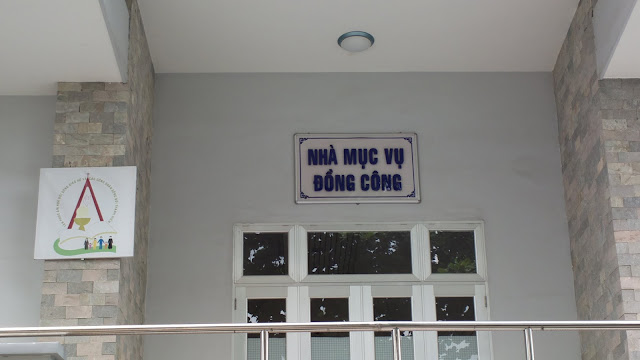 NHÀ MỤC VỤ
ĐỒNG CÔNG
A